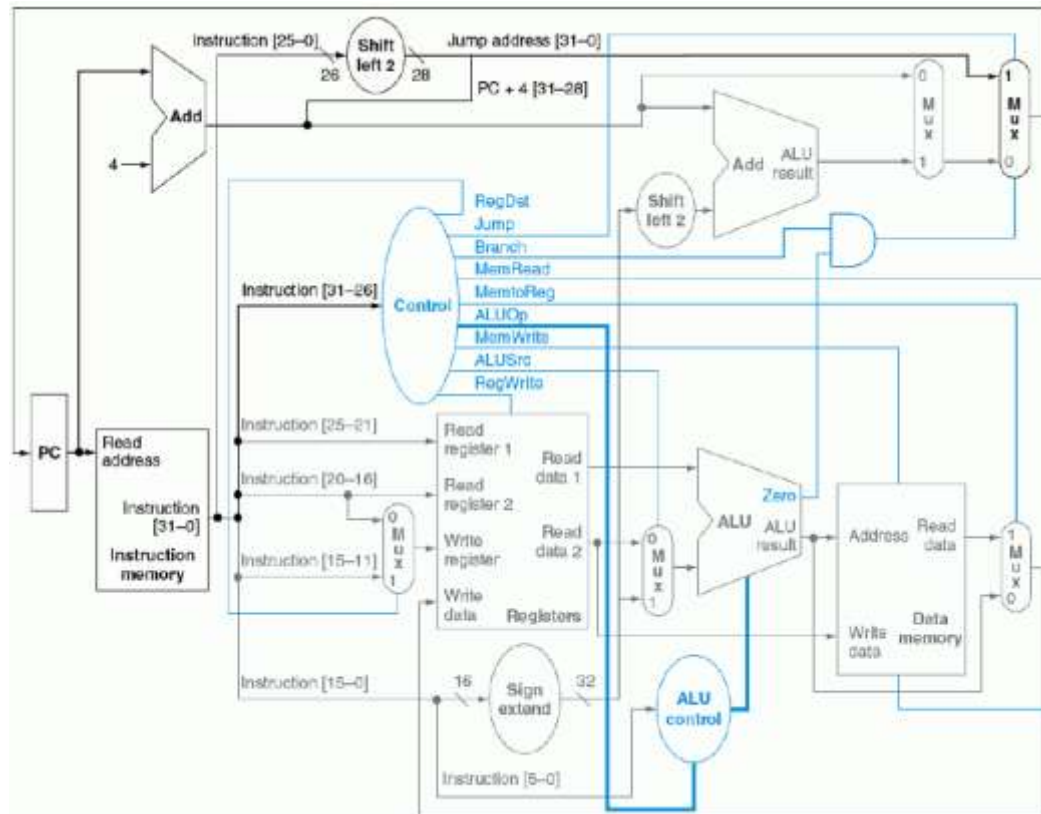 Instruction [25–0]
Shift
left 2
Jump address [31–0]
26
28
PC + 4 [31–28]
Add
4
0
M
u
x
1
1
M
u
x
0
Add
ALU
result
Shift
left 2
RegDst
Jump
Branch
MemRead
MemtoReg
ALUOp
MemWrite
ALUSrc
RegWrite
Instruction [31–26]
Control
PC
Read
address
Instruction
[31–0]
Instruction
memory
Instruction [25–21]
Instruction [20–16]
Instruction [15–11]
0
M
u
x
1
Read
register 1
Read
register 2
Write
register
Write
data
Read
data 1
Read
data 2
Registers
0
M
u
x
1
ALU
Zero
ALU
result
Address
Read
data
Write
data
Data
memory
1
M
u
x
0
Instruction [15–0]
16
Sign
extend
32
ALU
control
Instruction [5–0]